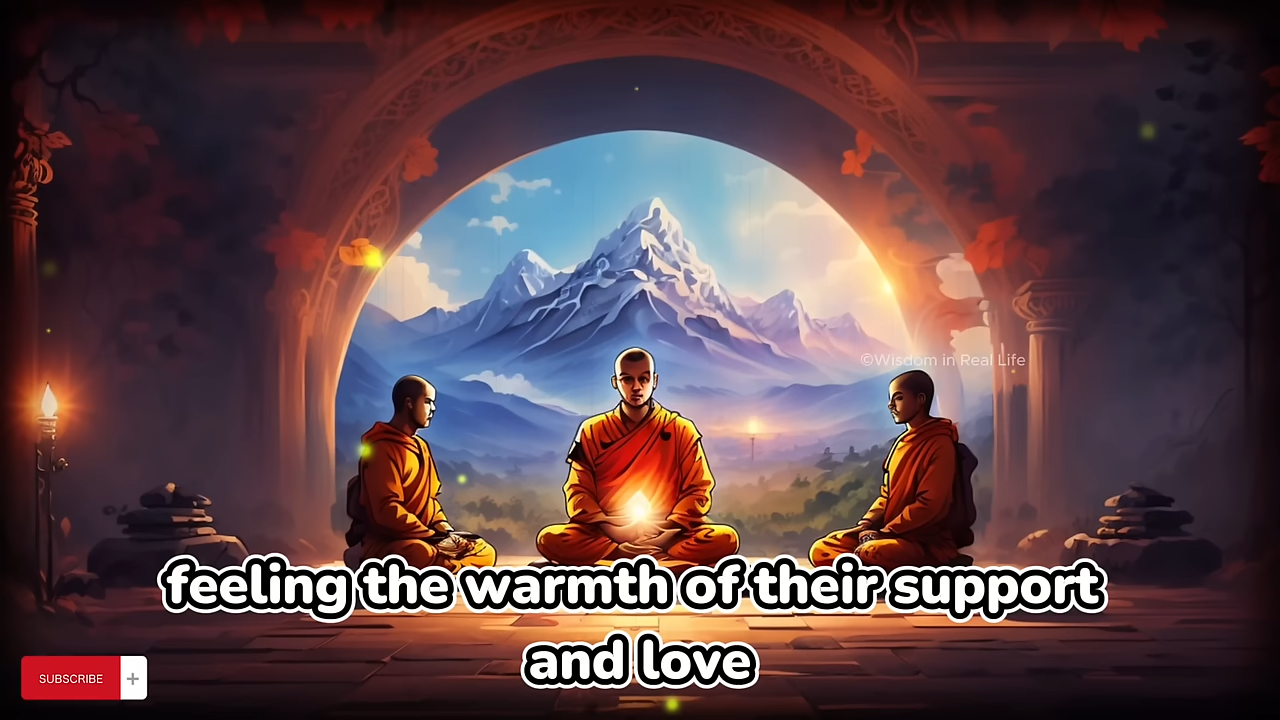 ©Wisdom in Real Life
feeling the warmth of their support
and love
SUBSCRIBE +